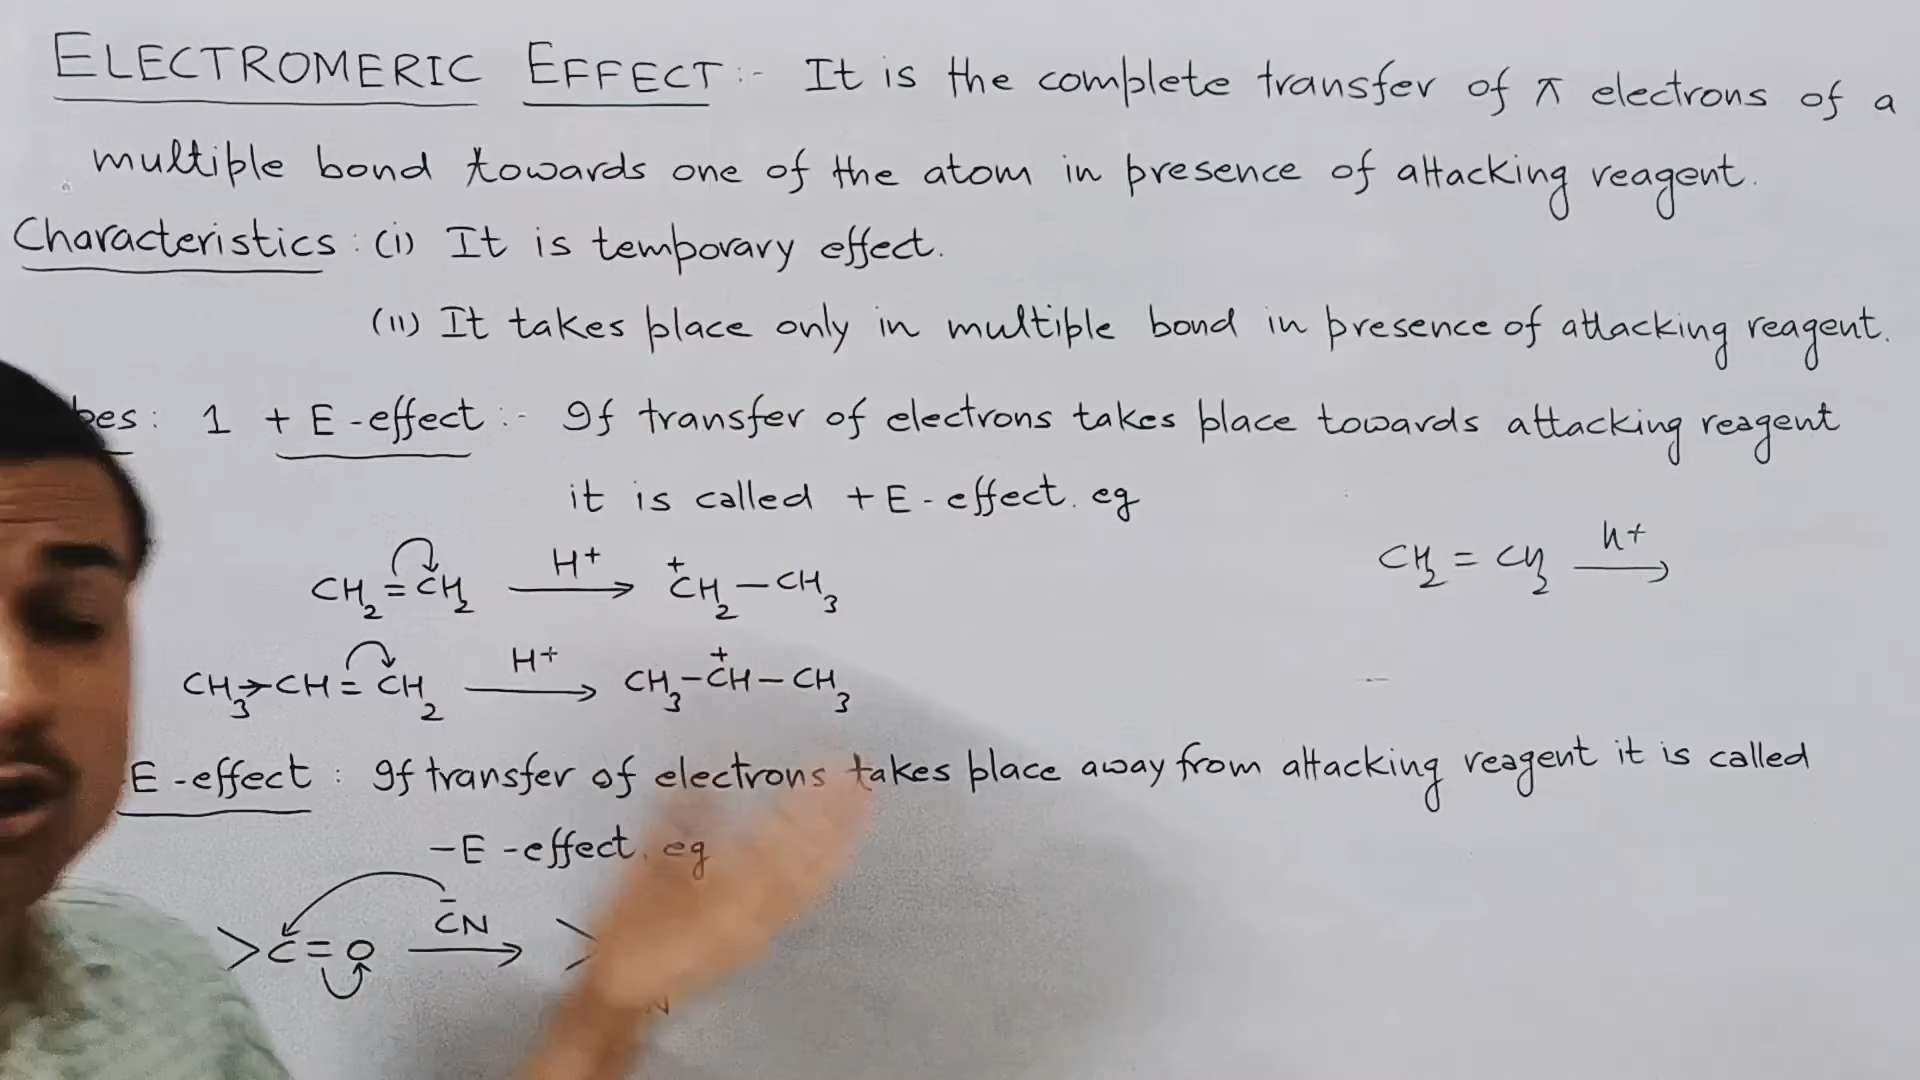 ELECTROMERIC EFFECT :- It is the complete transfer of π electrons of a
multiple bond towards one of the atom in presence of attacking reagent.
Characteristics : (i) It is temporary effect.
(ii) It takes place only in multiple bond in presence of attacking reagent.
pes : 1 + E - effect :- If transfer of electrons takes place towards attacking reagent
it is called + E - effect. eg
CH₂ = CH₂ H⁺ → ⁺CH₂ – CH₃
CH₂ = CH₂ H⁺ →
CH₃ → CH = CH₂ H⁺ → CH₃ – ⁺CH – CH₃
E - effect : If transfer of electrons takes place away from attacking reagent it is called
– E - effect. eg
>C = O ⁻CN → >
N